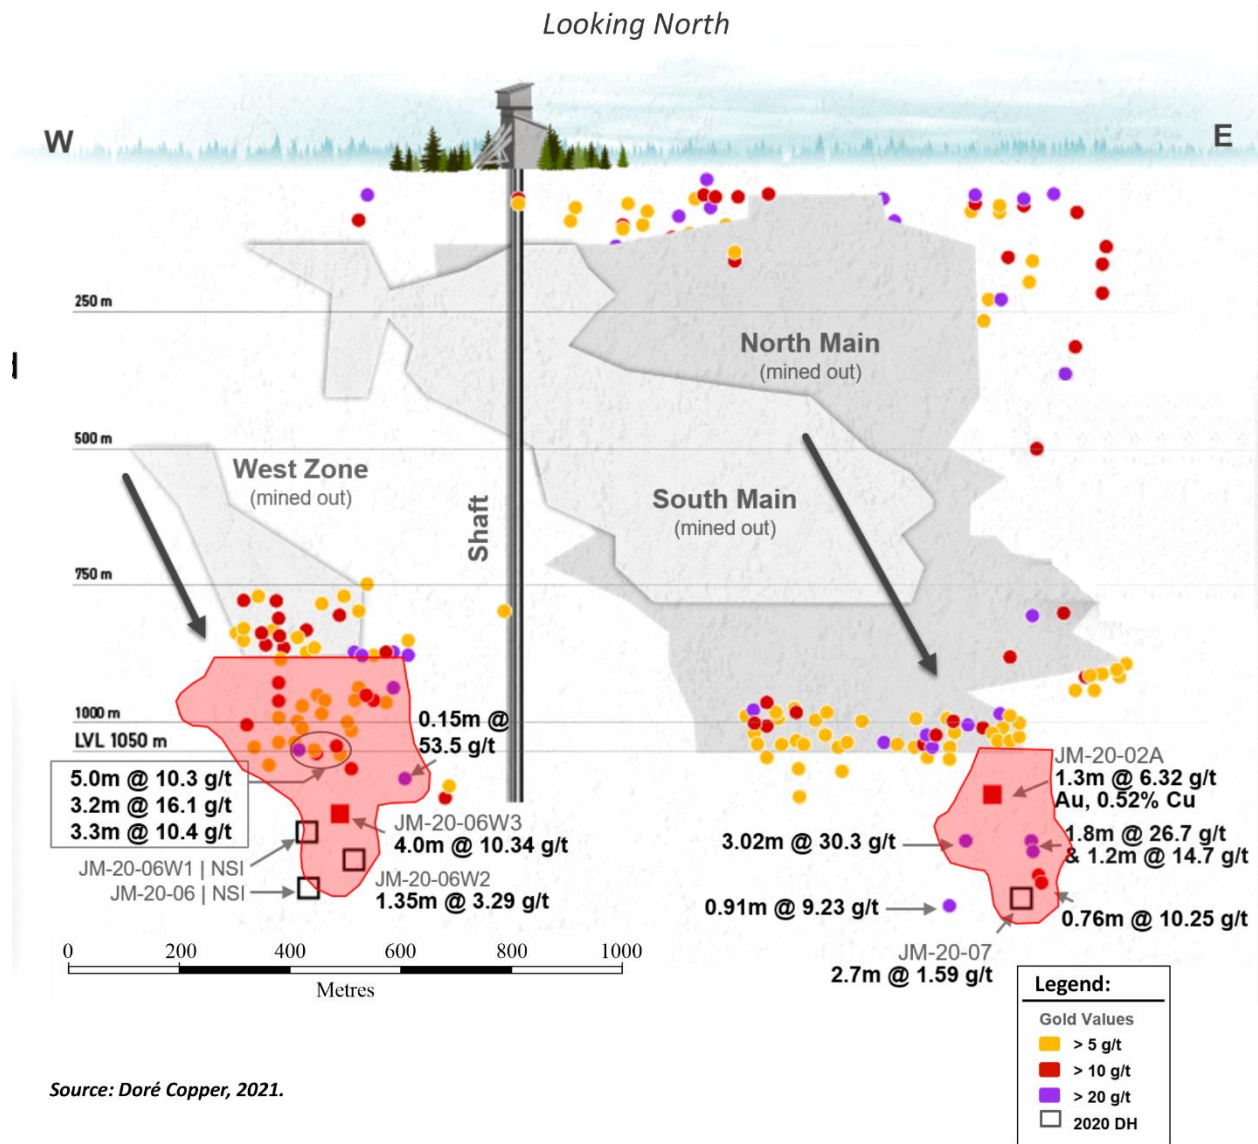 Looking North
W
E
250 m
North Main
(mined out)
d
500 m
West Zone
(mined out)
South Main
(mined out)
Shaft
750 m
1000 m
LVL 1050 m
0.15m @
53.5 g/t
5.0m @ 10.3 g/t
3.2m @ 16.1 g/t
3.3m @ 10.4 g/t
JM-20-06W3
4.0m @ 10.34 g/t
JM-20-06W1 | NSI
JM-20-06 | NSI
JM-20-06W2
1.35m @ 3.29 g/t
JM-20-02A
1.3m @ 6.32 g/t
Au, 0.52% Cu
3.02m @ 30.3 g/t
1.8m @ 26.7 g/t
& 1.2m @ 14.7 g/t
0.91m @ 9.23 g/t
0.76m @ 10.25 g/t
JM-20-07
2.7m @ 1.59 g/t
0 200 400 600 800 1000
Metres
Legend:
Gold Values
> 5 g/t
> 10 g/t
> 20 g/t
2020 DH
Source: Doré Copper, 2021.